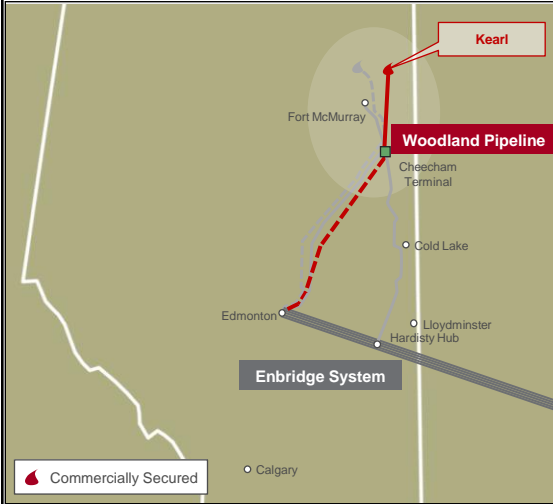 Kearl
Fort McMurray
Woodland Pipeline
Cheecham
Terminal
Cold Lake
Edmonton
Lloydminster
Hardisty Hub
Enbridge System
Calgary
Commercially Secured